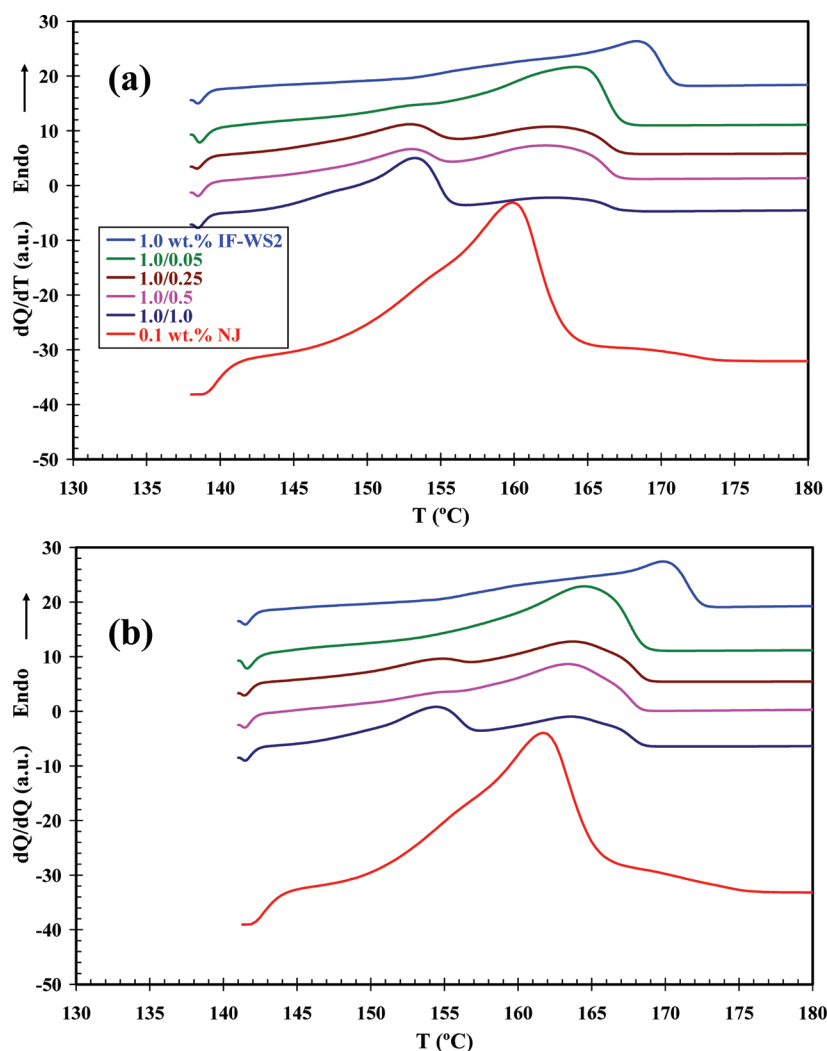 30
20
10
0
-10
-20
-30
-40
-50
dQ/dT (a.u.) Endo
(a)
1.0 wt.% IF-WS2
1.0/0.05
1.0/0.25
1.0/0.5
1.0/1.0
0.1 wt.% NJ
130 135 140 145 150 155 160 165 170 175 180
T (ºC)
30
20
10
0
-10
-20
-30
-40
-50
dQ/dQ (a.u.) Endo
(b)
130 135 140 145 150 155 160 165 170 175 180
T (ºC)